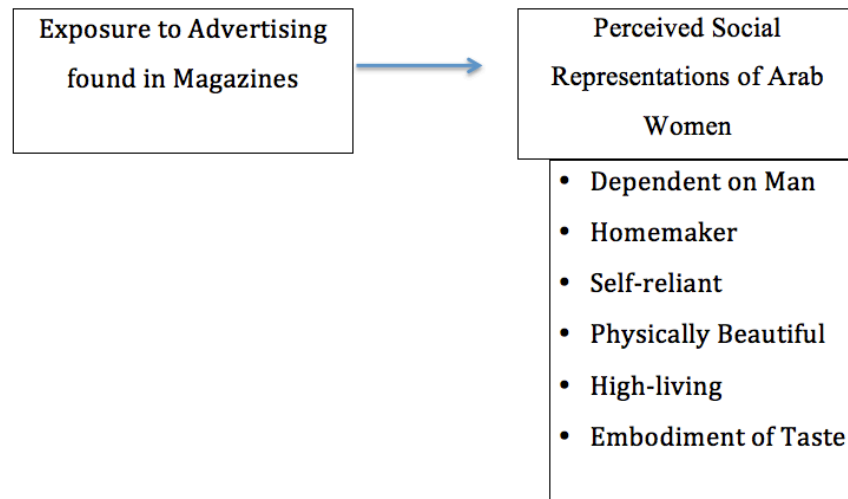 Exposure to Advertising
found in Magazines
Perceived Social
Representations of Arab
Women
• Dependent on Man
• Homemaker
• Self-reliant
• Physically Beautiful
• High-living
• Embodiment of Taste